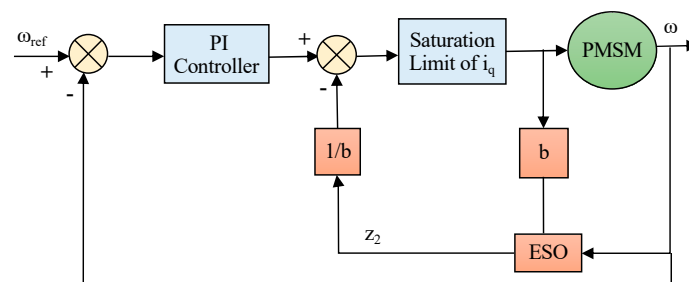 ω_ref
+
-
PI
Controller
+
-
Saturation
Limit of i_q
PMSM
ω
1/b
b
z_2
ESO